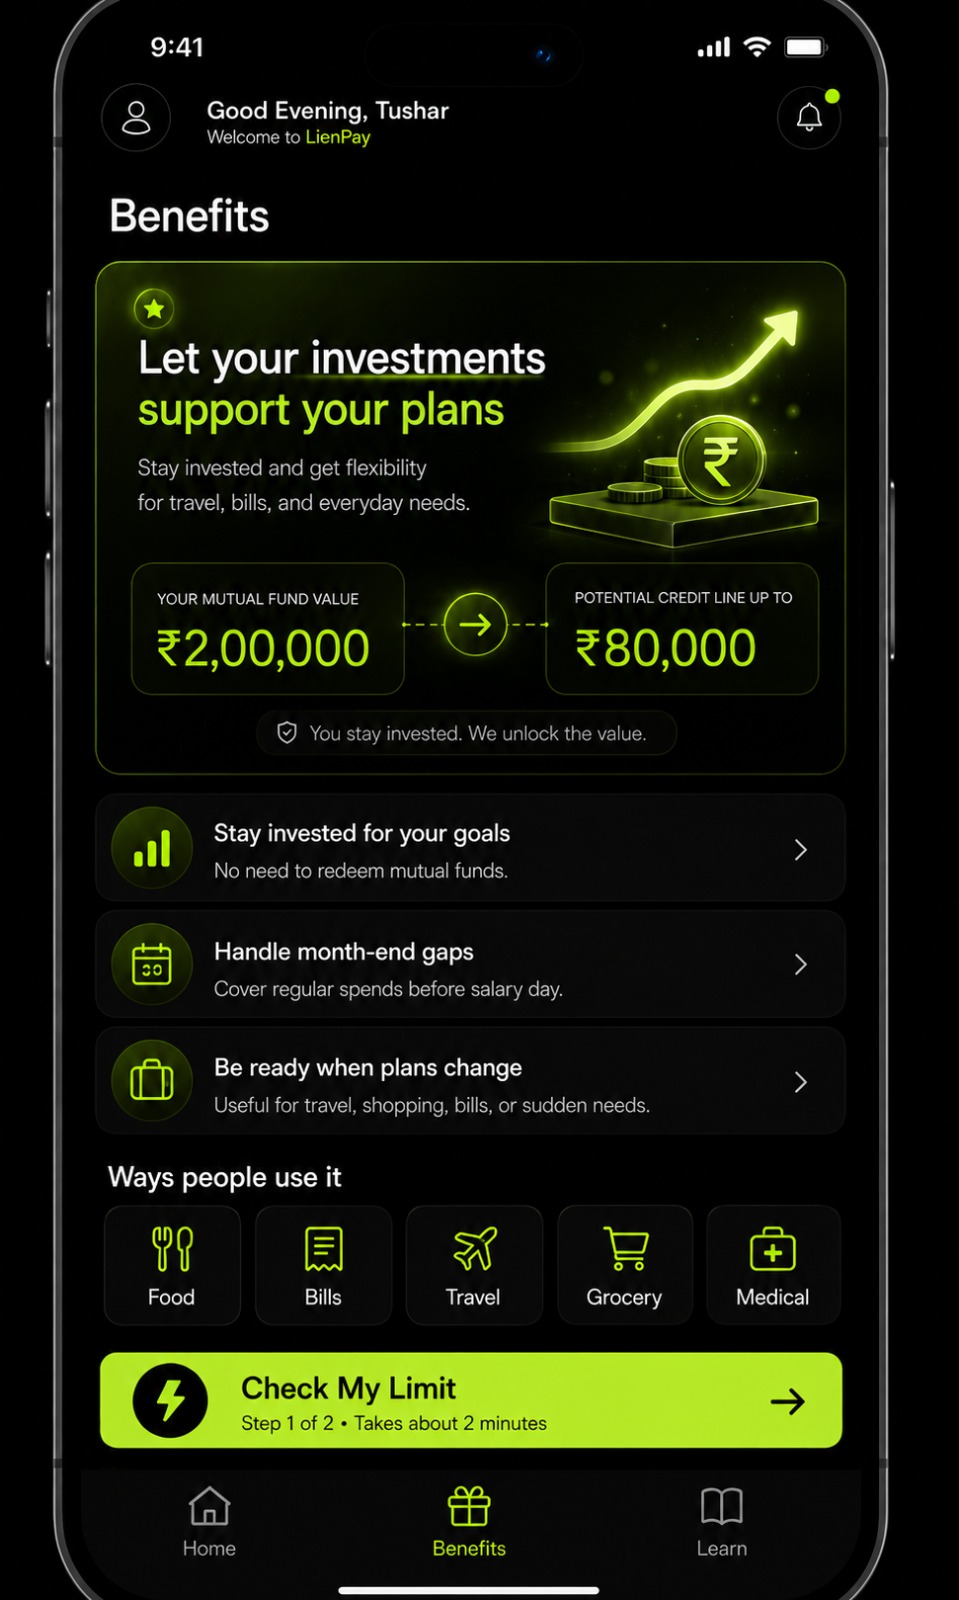 9:41
Good Evening, Tushar
Welcome to LienPay
Benefits
Let your investments
support your plans
Stay invested and get flexibility
for travel, bills, and everyday needs.
YOUR MUTUAL FUND VALUE
₹2,00,000
POTENTIAL CREDIT LINE UP TO
₹80,000
You stay invested. We unlock the value.
Stay invested for your goals
No need to redeem mutual funds.
30
Handle month-end gaps
Cover regular spends before salary day.
Be ready when plans change
Useful for travel, shopping, bills, or sudden needs.
Ways people use it
Food
Bills
Travel
Grocery
Medical
Check My Limit
Step 1 of 2 • Takes about 2 minutes
Home
Benefits
Learn